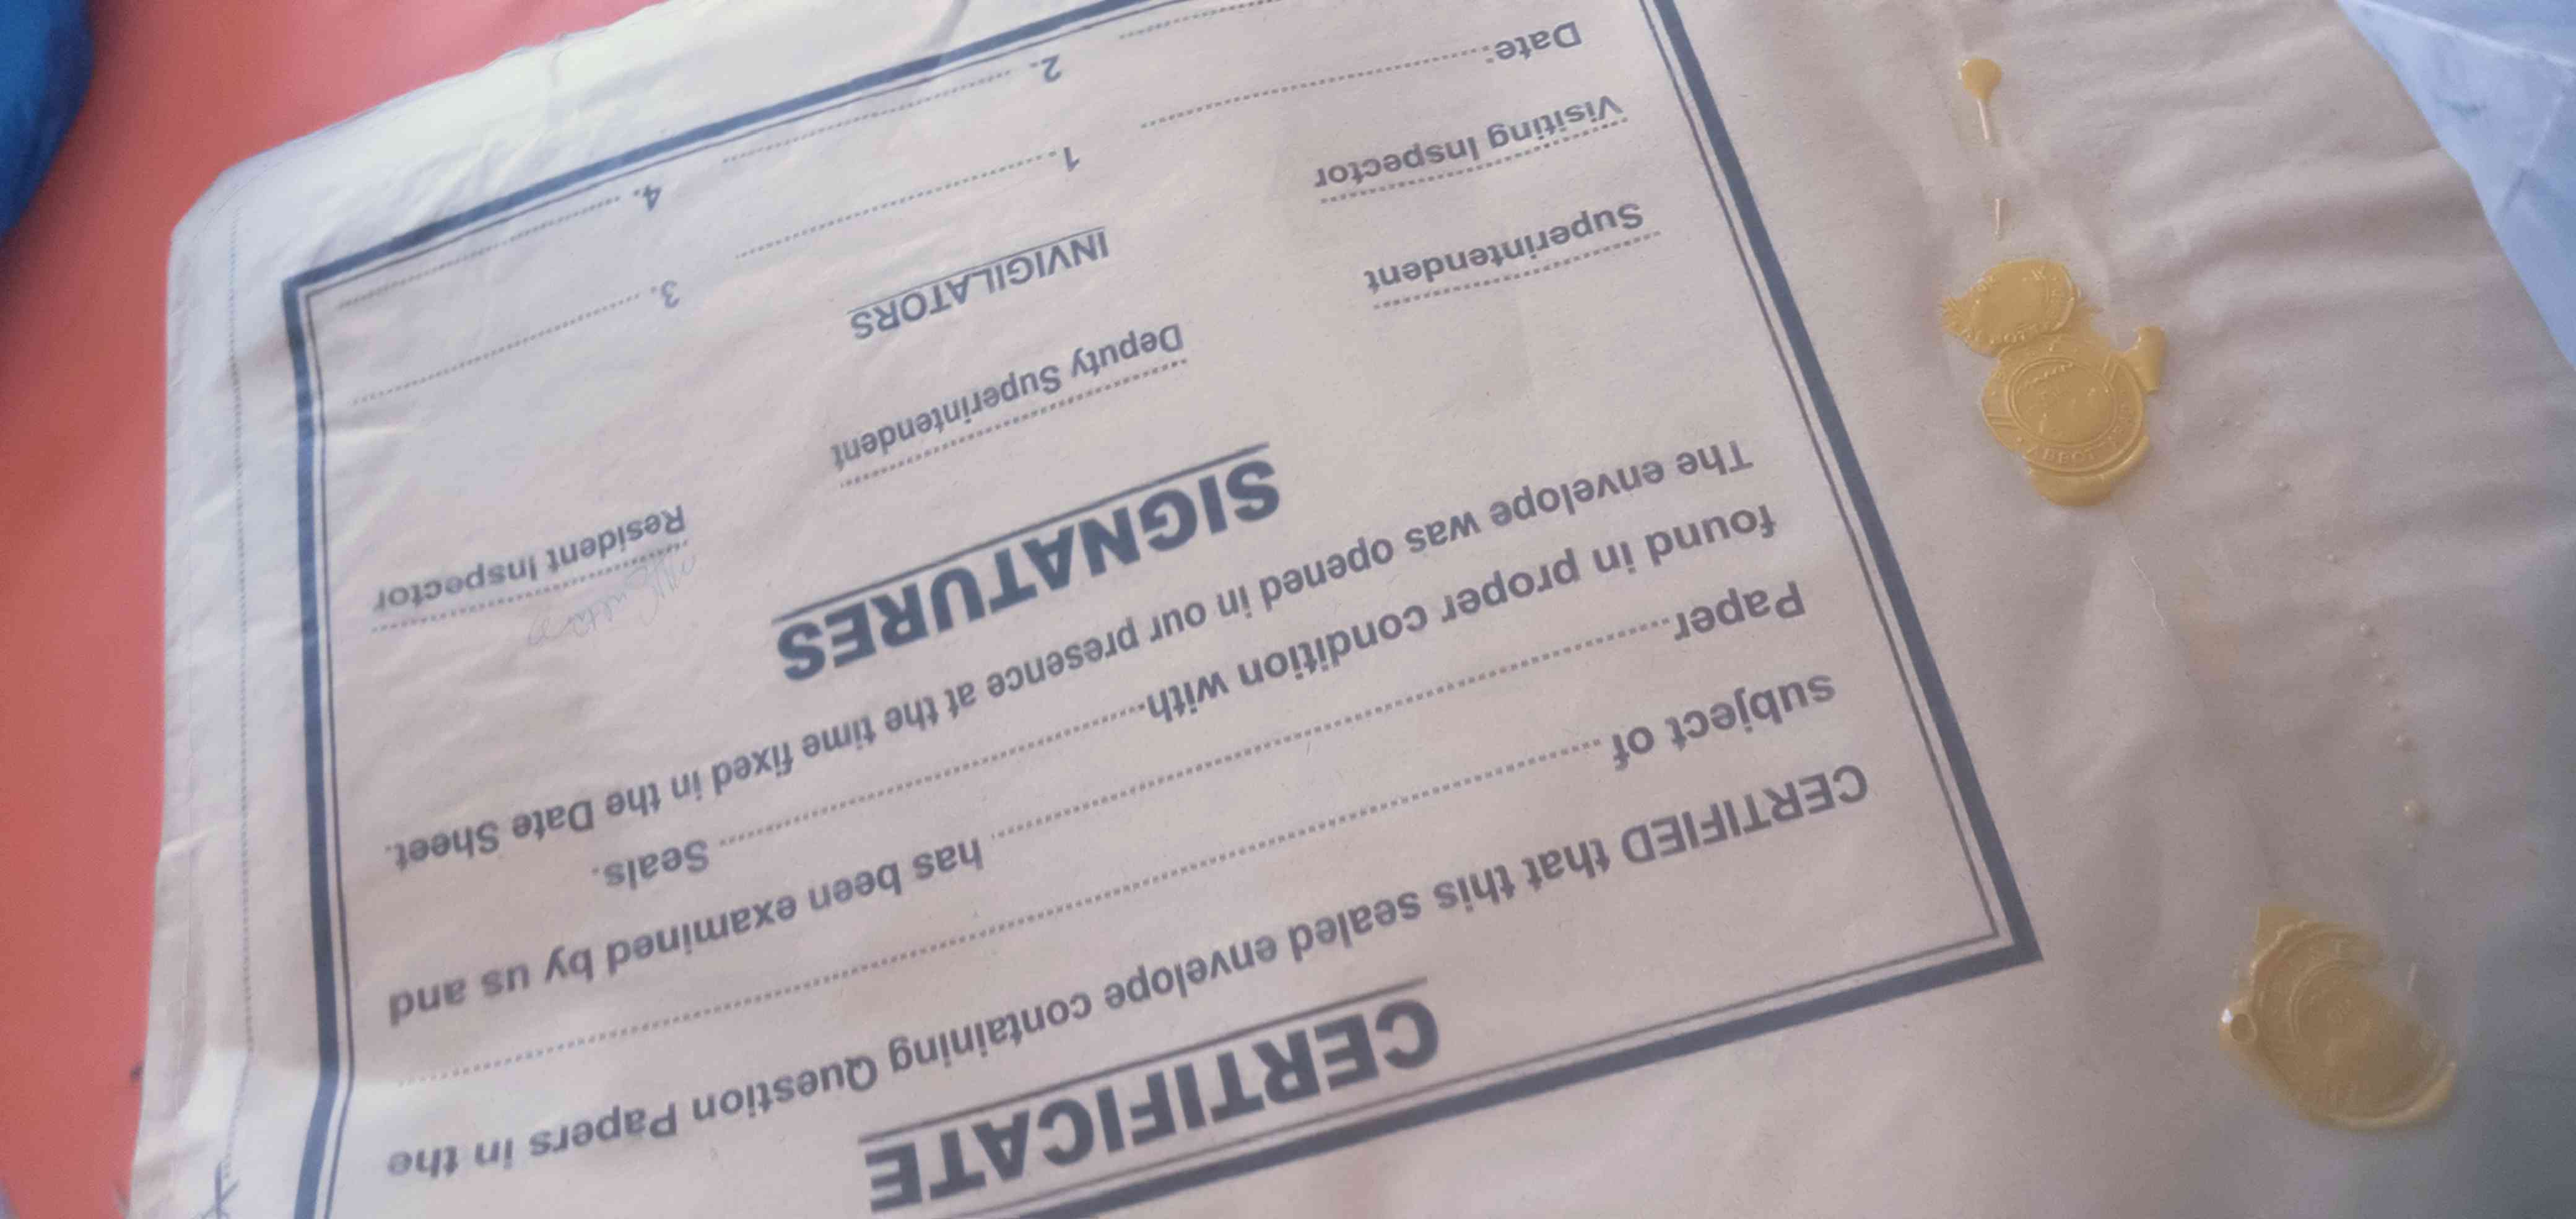 CERTIFICATE
CERTIFIED that this sealed envelope containing Question Papers in the
subject of ........................................
Paper........................................ has been examined by us and
found in proper condition with........................................ Seals.
The envelope was opened in our presence at the time fixed in the Date Sheet.
SIGNATURES
Superintendent
Deputy Superintendent
Resident Inspector
Visiting Inspector
INVIGILATORS
Date:........................................
1.........................................
3.........................................
2.........................................
4.........................................